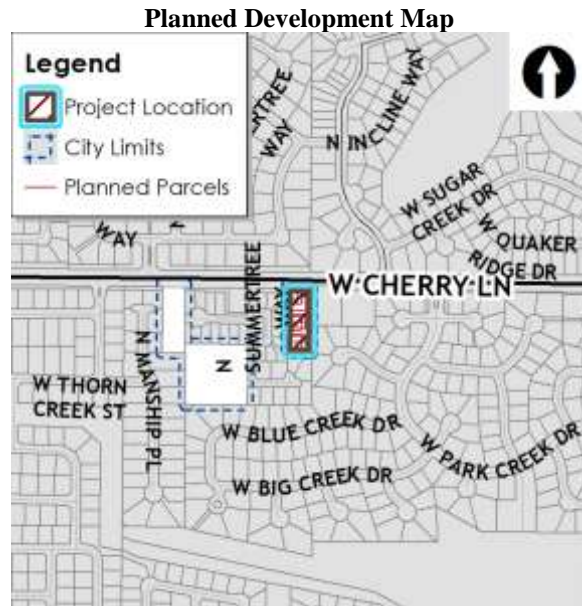 Planned Development Map
Legend
Project Location
City Limits
Planned Parcels
WAY
N INCLINE WAY
W SUGAR
CREEK DR
W QUAKER
RIDGE DR
WAY
N
W CHERRY LN
N SUMMERTREE
WAY
N MANSHIP PL
W THORN
CREEK ST
W BLUE CREEK DR
W BIG CREEK DR
W PARK CREEK DR